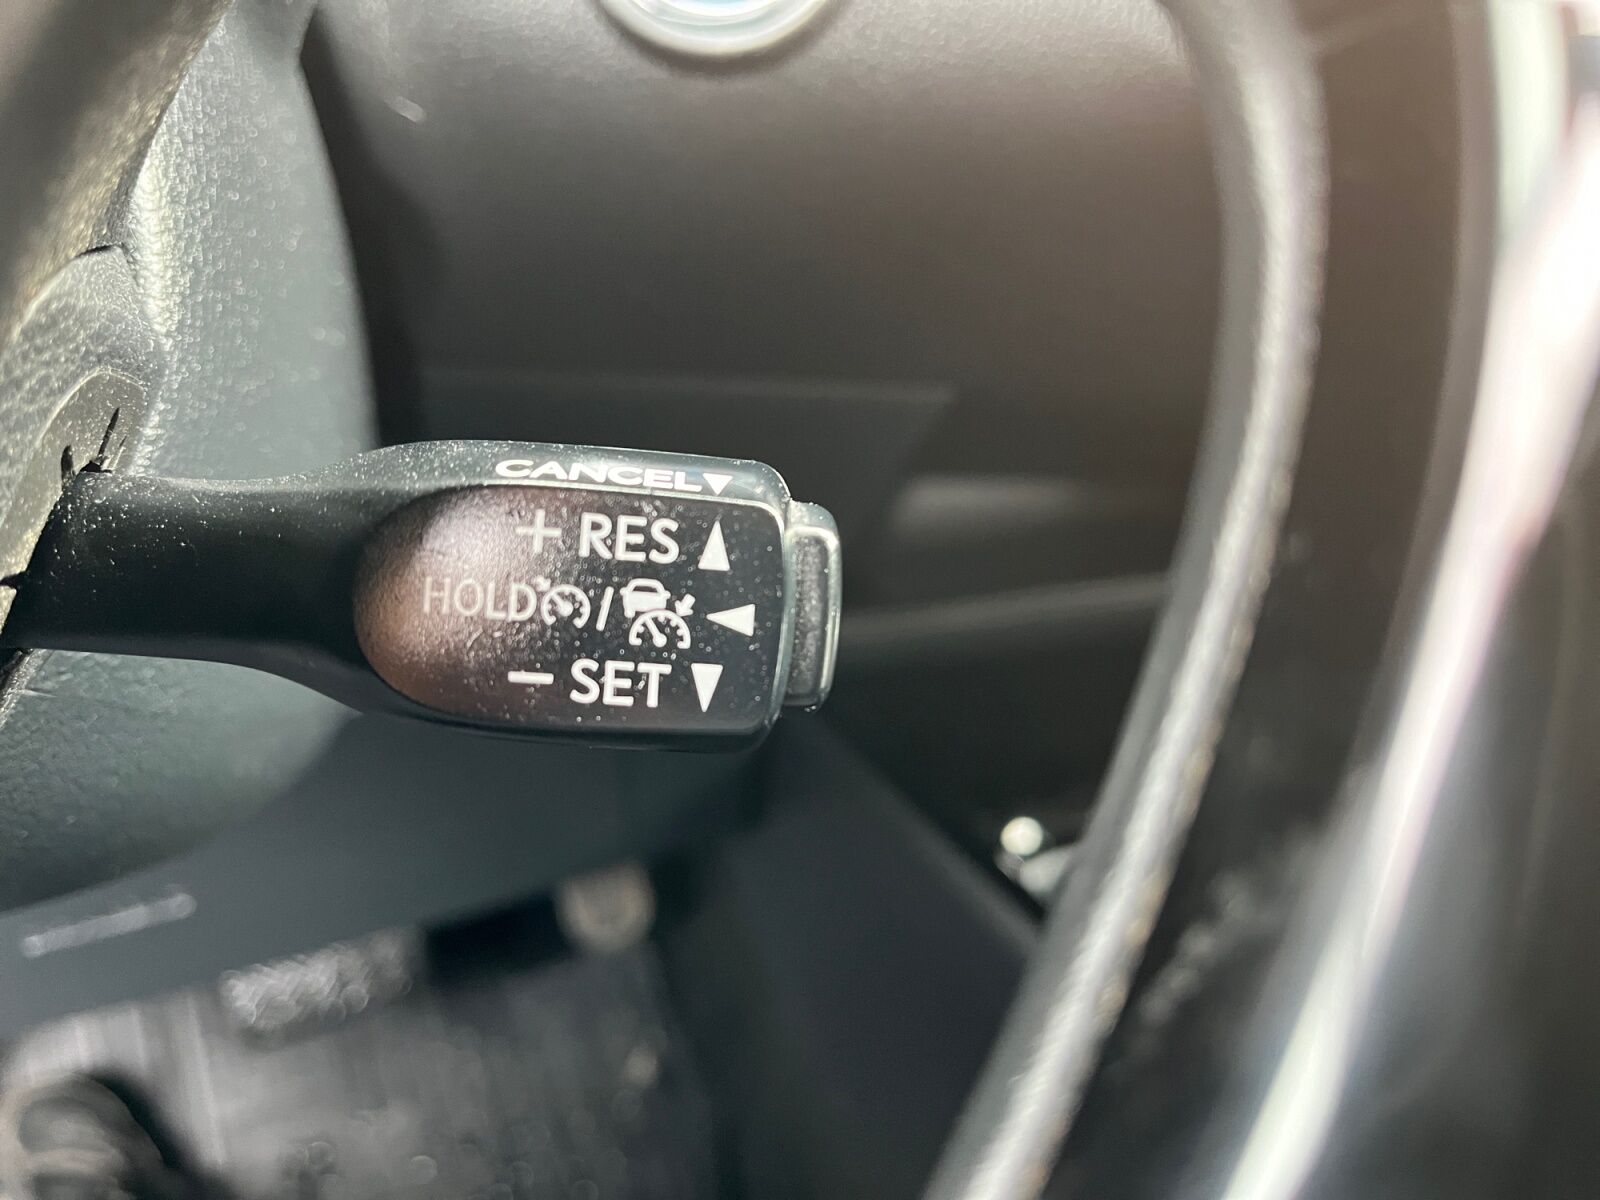 CANCEL▼
+ RES ▲
HOLD / ◀
– SET ▼